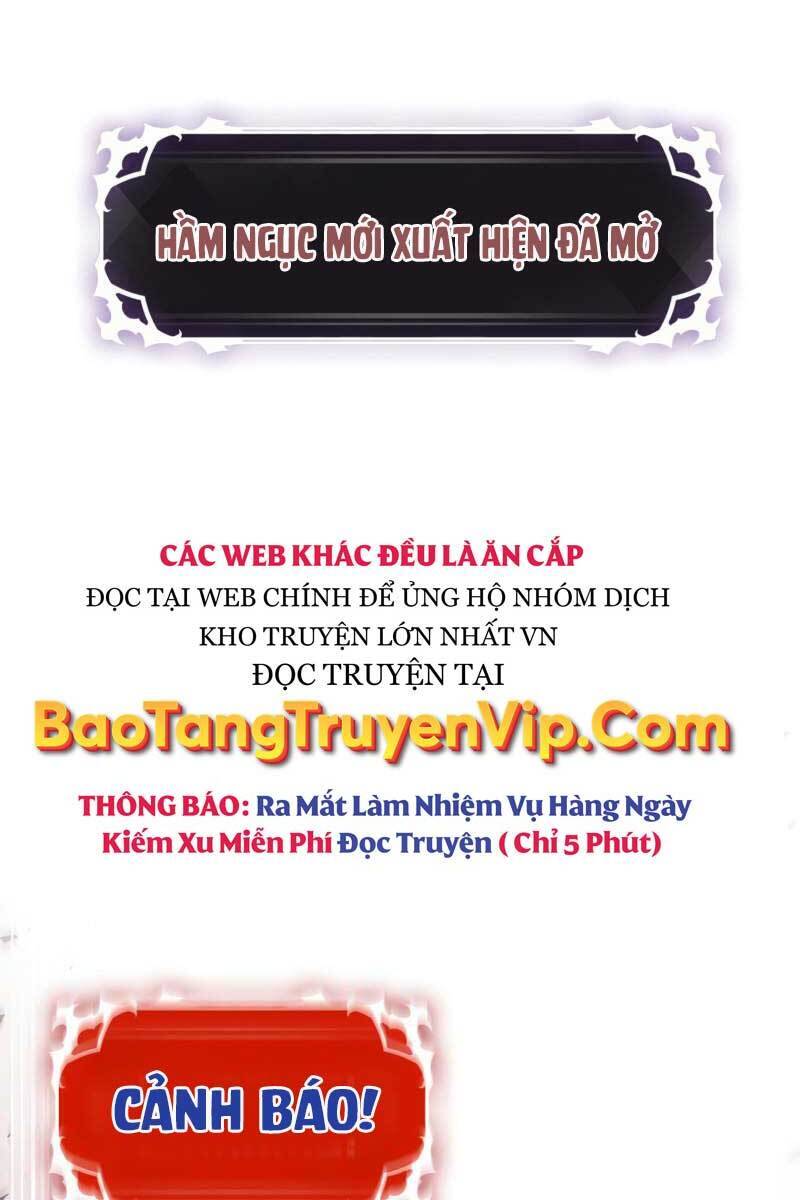 HẦM NGỤC MỚI XUẤT HIỆN ĐÃ MỞ
CÁC WEB KHÁC ĐỀU LÀ ĂN CẮP
ĐỌC TẠI WEB CHÍNH ĐỂ ỦNG HỘ NHÓM DỊCH
KHO TRUYỆN LỚN NHẤT VN
ĐỌC TRUYỆN TẠI
BaoTangTruyenVip.Com
THÔNG BÁO: Ra Mắt Làm Nhiệm Vụ Hàng Ngày
Kiếm Xu Miễn Phí Đọc Truyện ( Chỉ 5 Phút)
CẢNH BÁO!